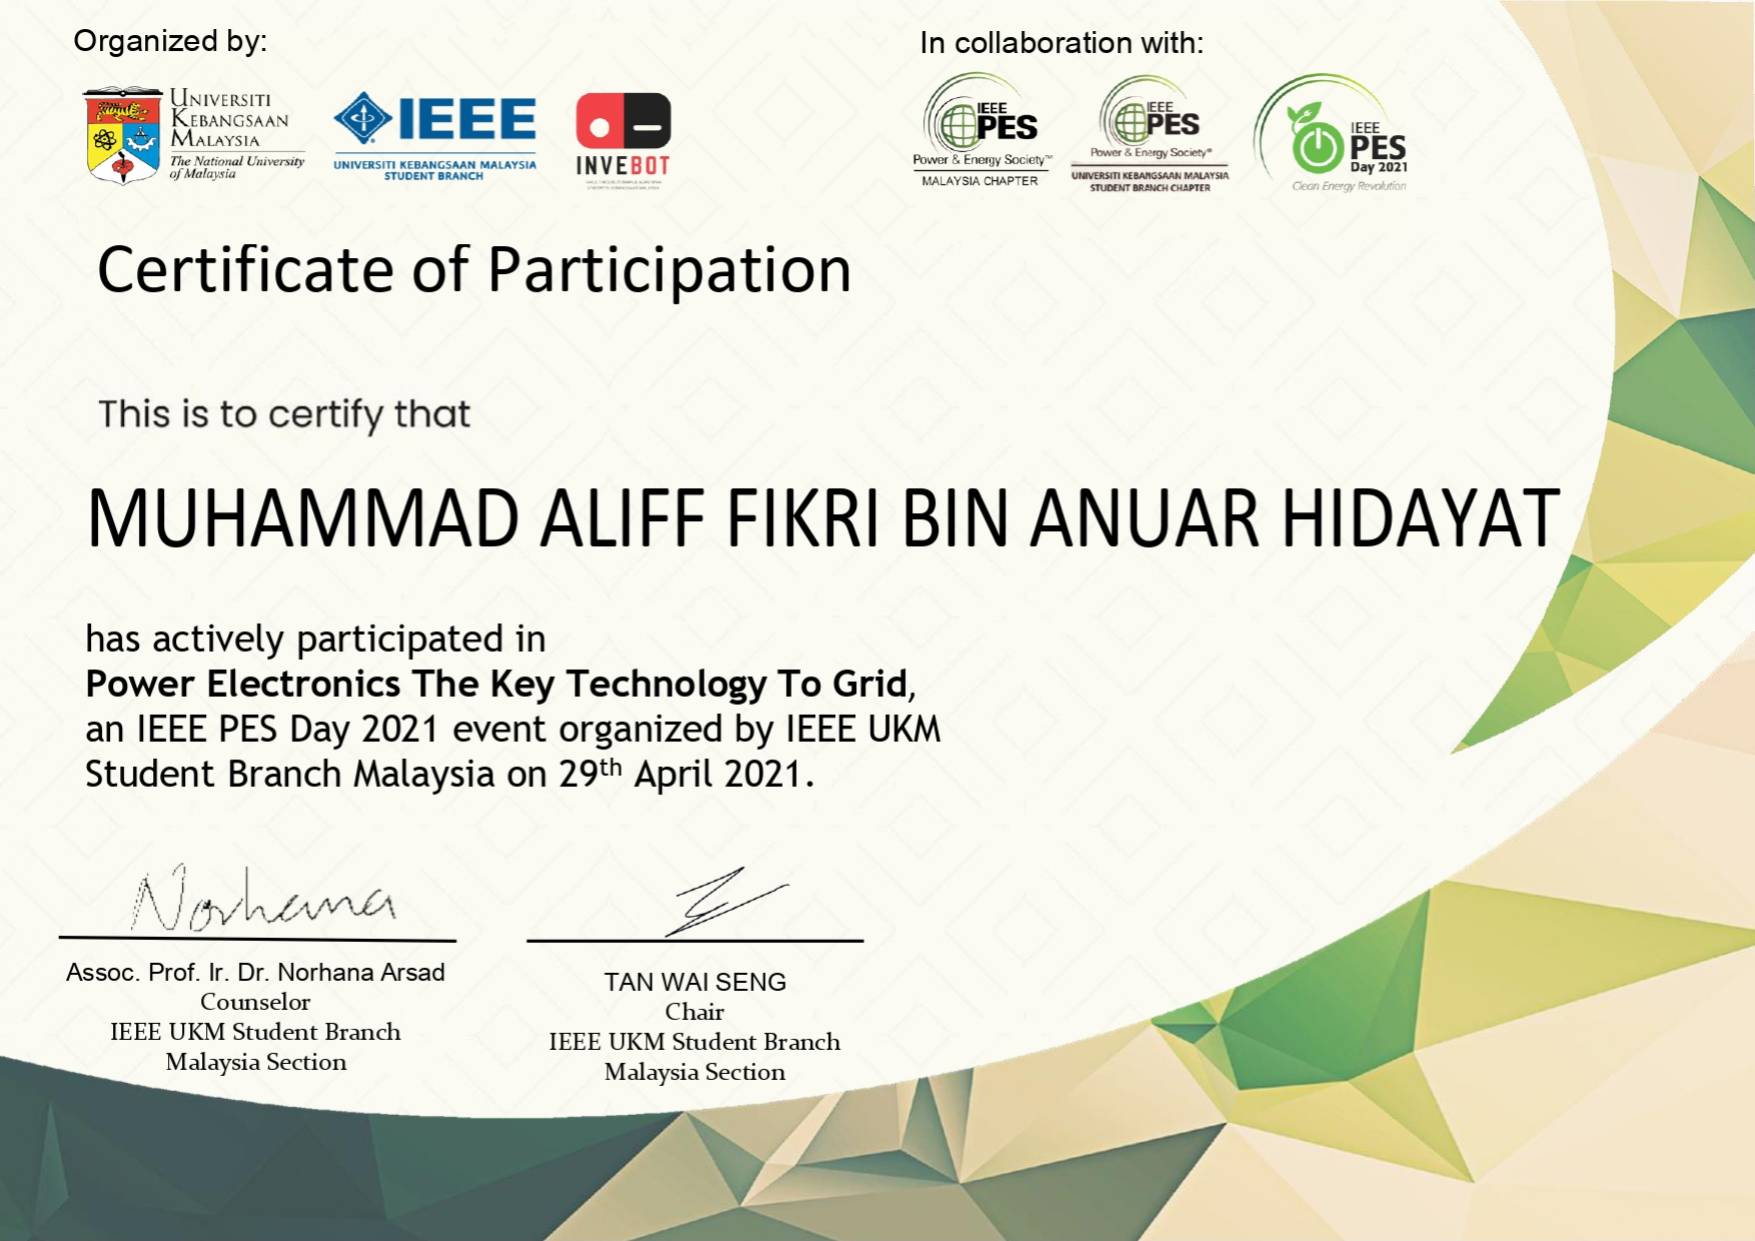 Organized by:
In collaboration with:
UNIVERSITI
KEBANGSAAN
MALAYSIA
The National University
of Malaysia
IEEE
UNIVERSITI KEBANGSAAN MALAYSIA
STUDENT BRANCH
INVEBOT
IEEE
PES
Power & Energy Society™
MALAYSIA CHAPTER
IEEE
PES
Power & Energy Society®
UNIVERSITI KEBANGSAAN MALAYSIA
STUDENT BRANCH CHAPTER
IEEE
PES
Day 2021
Clean Energy Revolution
Certificate of Participation
This is to certify that
MUHAMMAD ALIFF FIKRI BIN ANUAR HIDAYAT
has actively participated in
Power Electronics The Key Technology To Grid,
an IEEE PES Day 2021 event organized by IEEE UKM
Student Branch Malaysia on 29th April 2021.
Norhana
Assoc. Prof. Ir. Dr. Norhana Arsad
Counselor
IEEE UKM Student Branch
Malaysia Section
TAN WAI SENG
Chair
IEEE UKM Student Branch
Malaysia Section